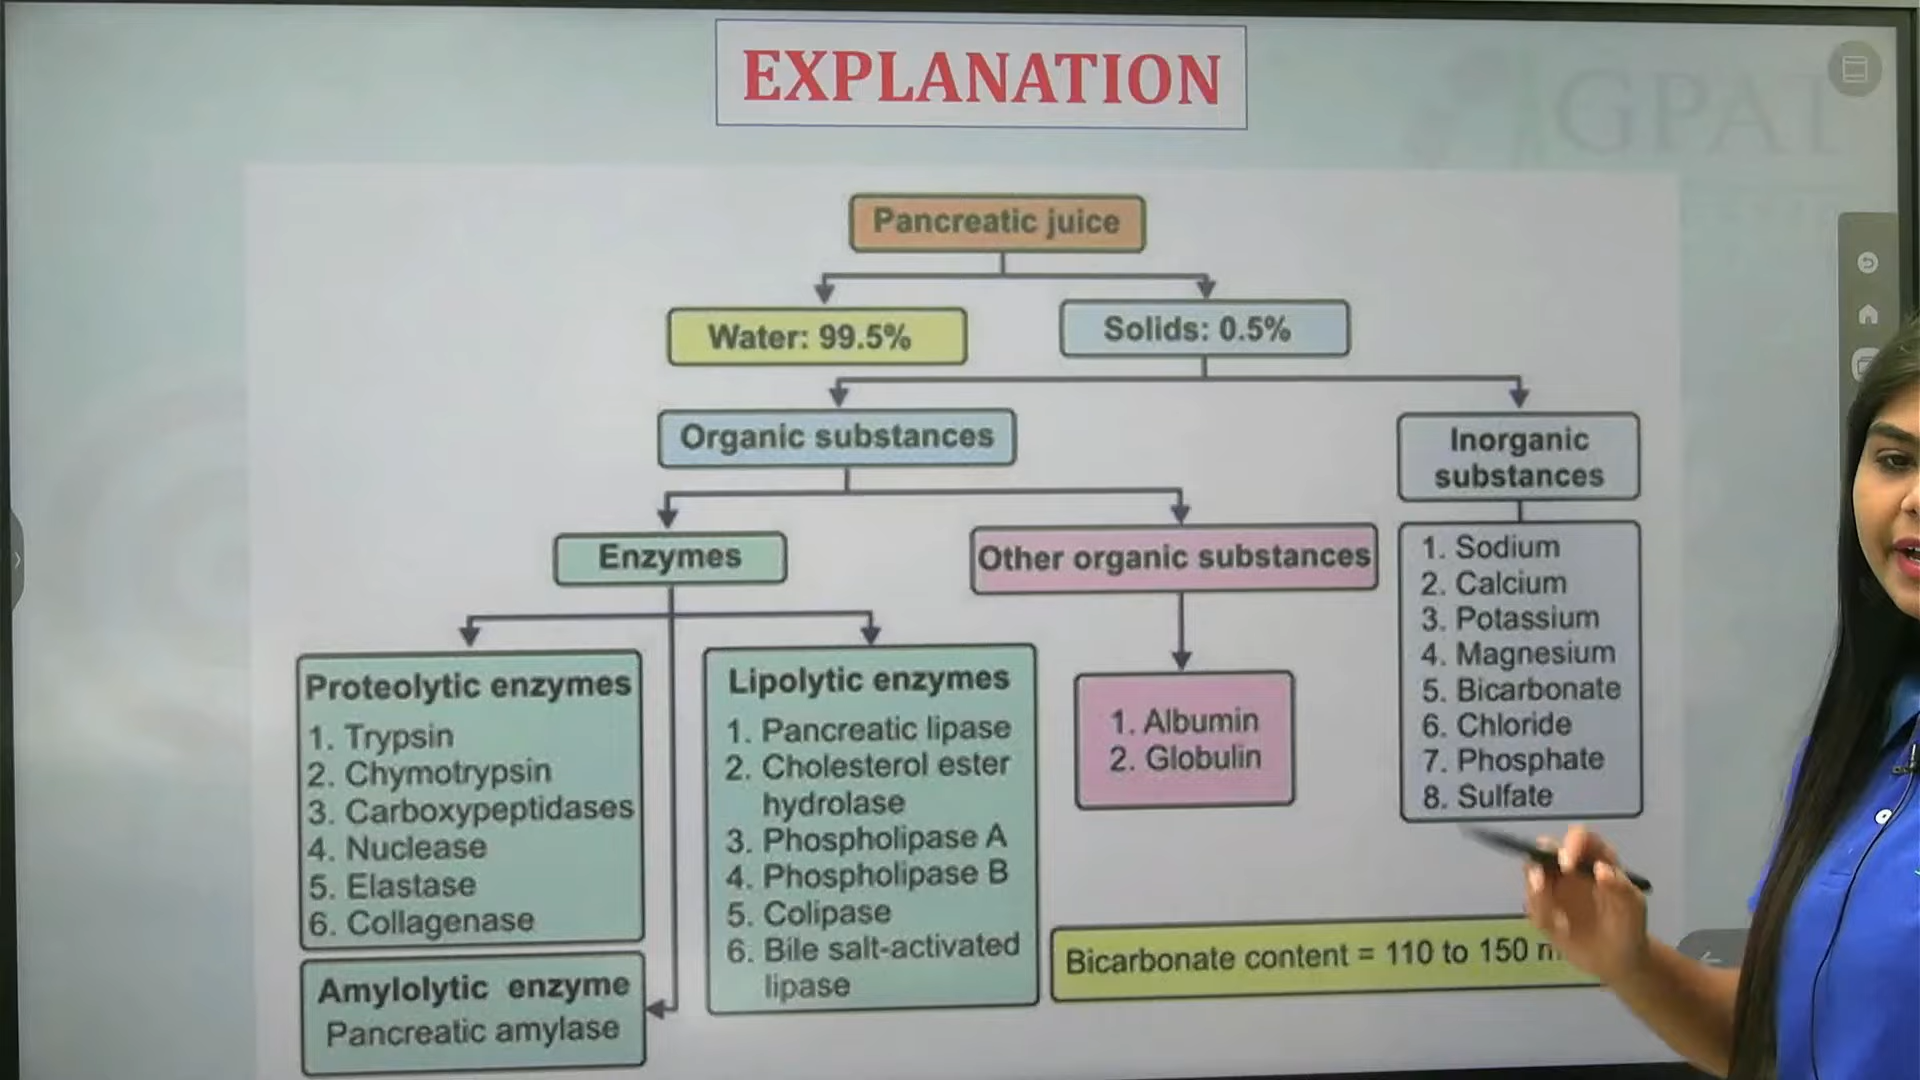 EXPLANATION
GPAT
Pancreatic juice
Water: 99.5%
Solids: 0.5%
Organic substances
Inorganic
substances
Enzymes
Other organic substances
1. Sodium
2. Calcium
3. Potassium
4. Magnesium
5. Bicarbonate
6. Chloride
7. Phosphate
8. Sulfate
Proteolytic enzymes
1. Trypsin
2. Chymotrypsin
3. Carboxypeptidases
4. Nuclease
5. Elastase
6. Collagenase
Lipolytic enzymes
1. Pancreatic lipase
2. Cholesterol ester
hydrolase
3. Phospholipase A
4. Phospholipase B
5. Colipase
6. Bile salt-activated
lipase
1. Albumin
2. Globulin
Amylolytic enzyme
Pancreatic amylase
Bicarbonate content = 110 to 150